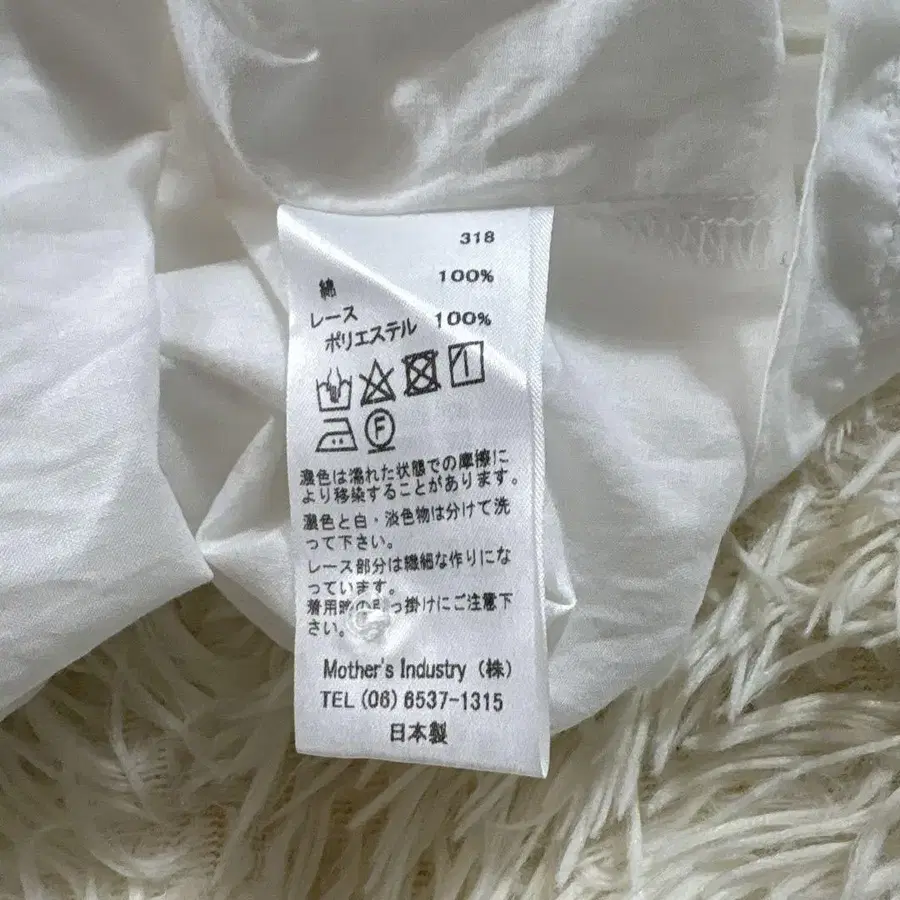 318
綿 100%
レース
ポリエステル 100%
F
濃色は濡れた状態での摩擦に
より移染することがあります。
濃色と白・淡色物は分けて洗
って下さい。
レース部分は繊細な作りにな
っています。
着用時の引っ掛けにご注意下
さい。
Mother's Industry (株)
TEL (06) 6537-1315
日本製